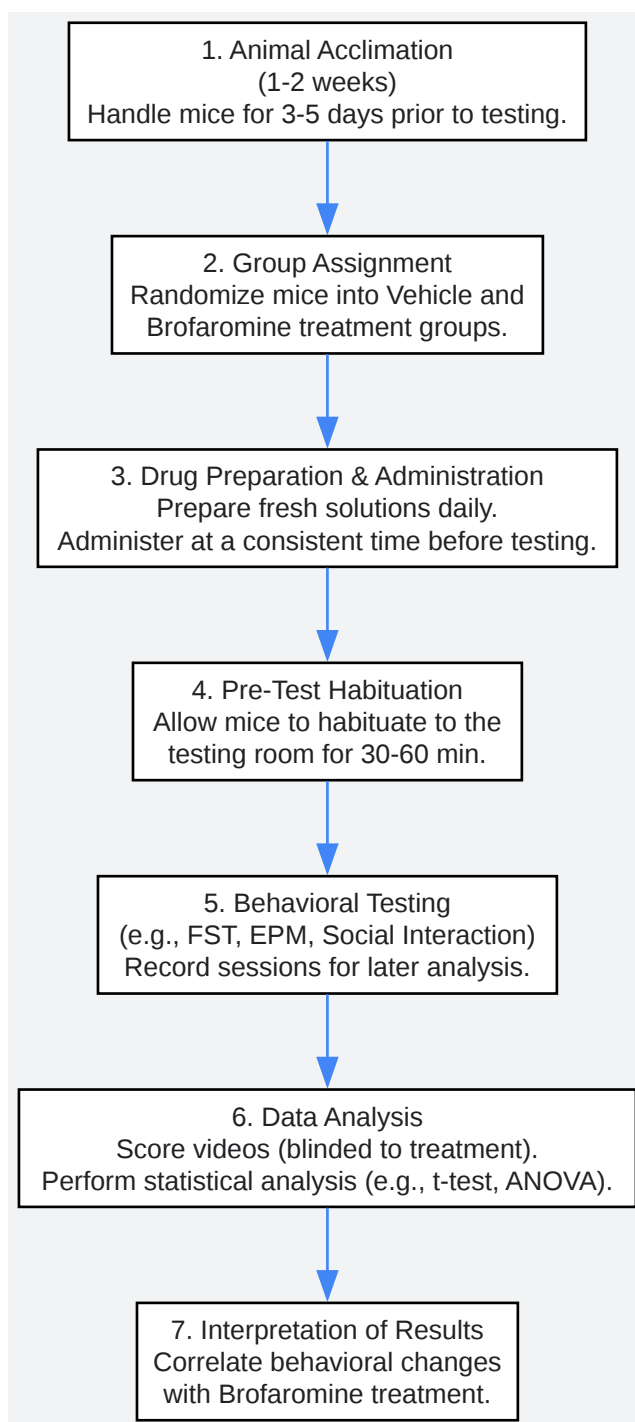 1. Animal Acclimation
(1-2 weeks)
Handle mice for 3-5 days prior to testing.
2. Group Assignment
Randomize mice into Vehicle and
Brofaromine treatment groups.
3. Drug Preparation & Administration
Prepare fresh solutions daily.
Administer at a consistent time before testing.
4. Pre-Test Habituation
Allow mice to habituate to the
testing room for 30-60 min.
5. Behavioral Testing
(e.g., FST, EPM, Social Interaction)
Record sessions for later analysis.
6. Data Analysis
Score videos (blinded to treatment).
Perform statistical analysis (e.g., t-test, ANOVA).
7. Interpretation of Results
Correlate behavioral changes
with Brofaromine treatment.